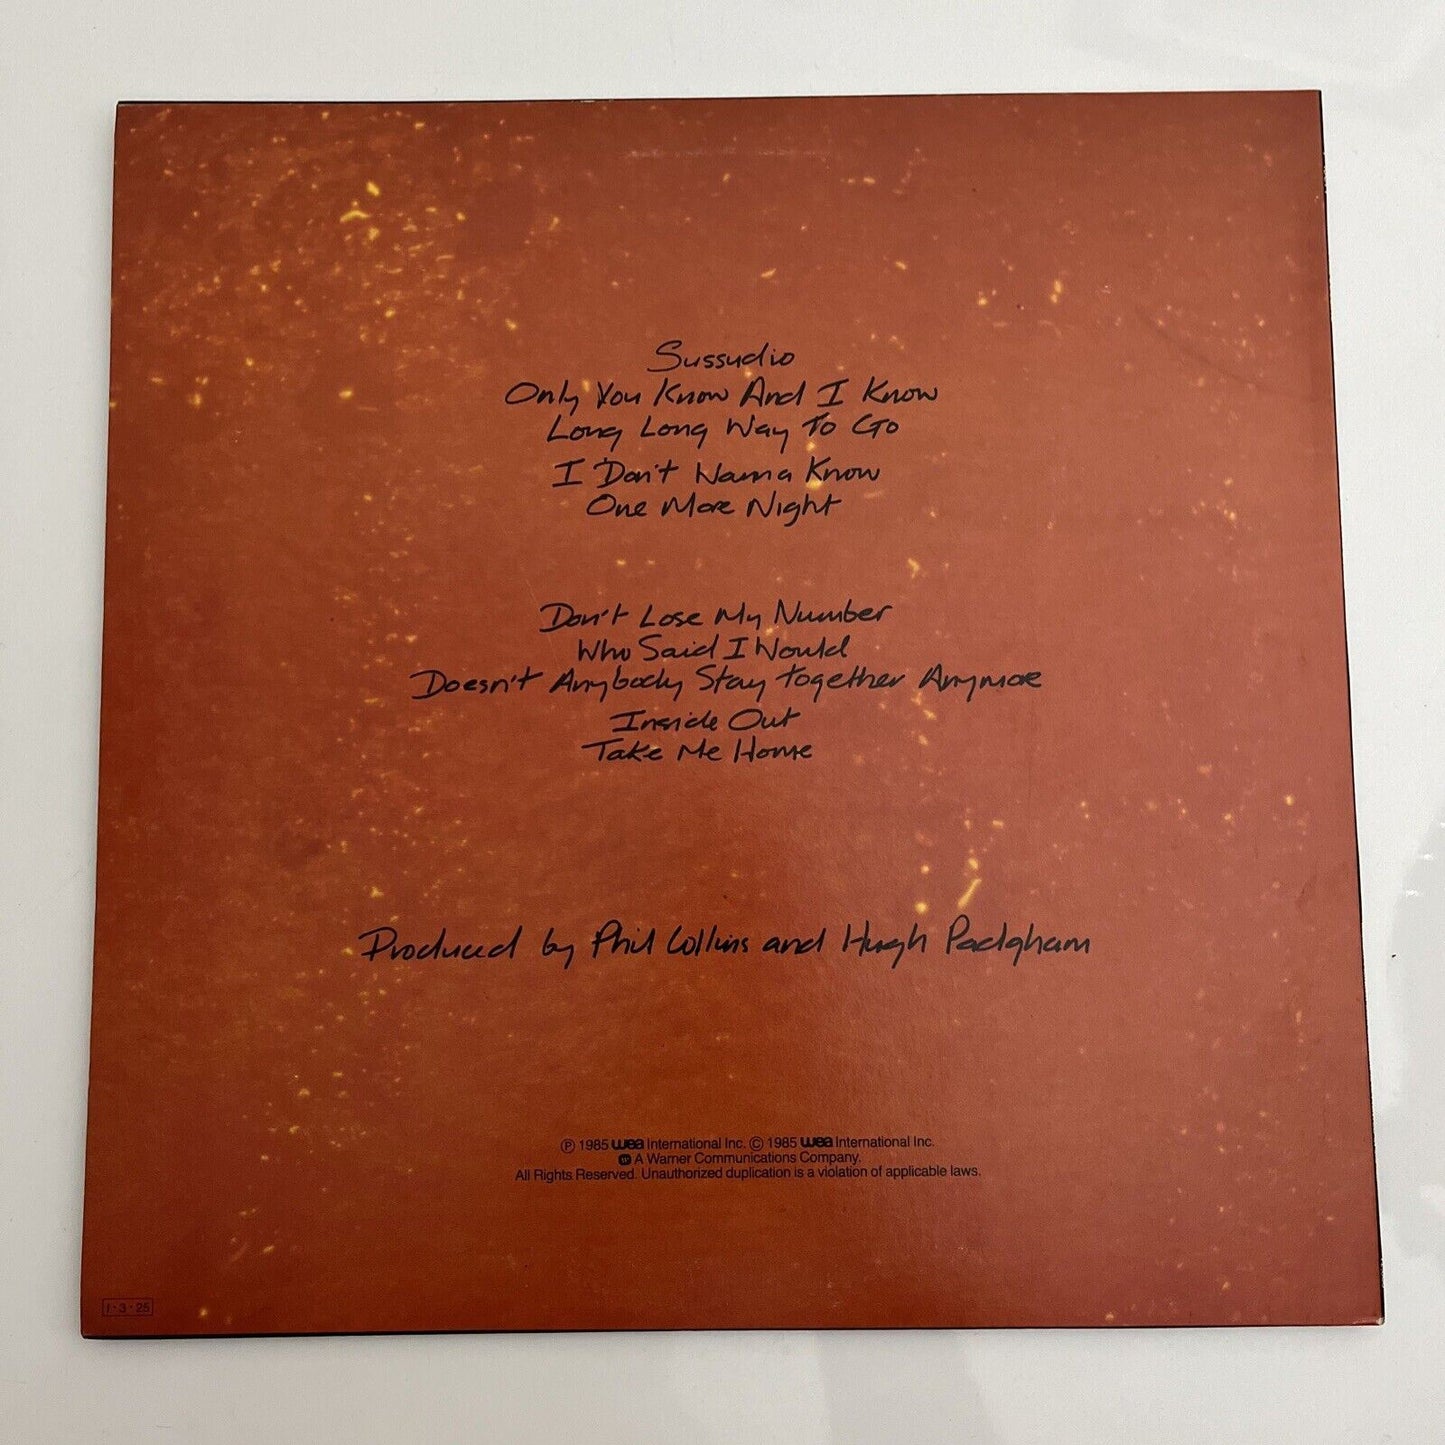 Sussudio
Only You Know And I Know
Long Long Way To Go
I Don't Wanna Know
One More Night
Don't Lose My Number
Who Said I Would
Doesn't Anybody Stay Together Anymore
Inside Out
Take Me Home
Produced by Phil Collins and Hugh Padgham
℗ 1985 wea International Inc. © 1985 wea International Inc.
A Warner Communications Company.
All Rights Reserved. Unauthorized duplication is a violation of applicable laws.
1·3·25